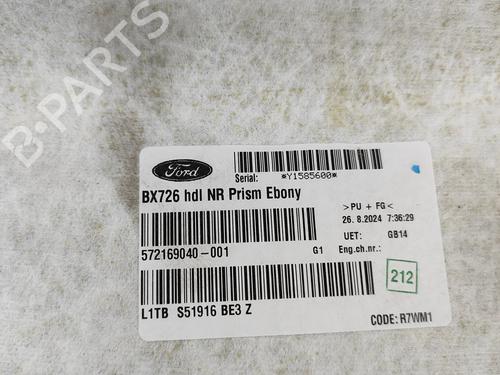 B-PARTS
Ford
Serial: *Y1585600*
BX726 hdl NR Prism Ebony
>PU + FG<
26.8.2024 7:36:29
UET: GB14
572169040-001 G1 Eng.ch.nr.:
212
L1TB S51916 BE3 Z
CODE: R7WM1